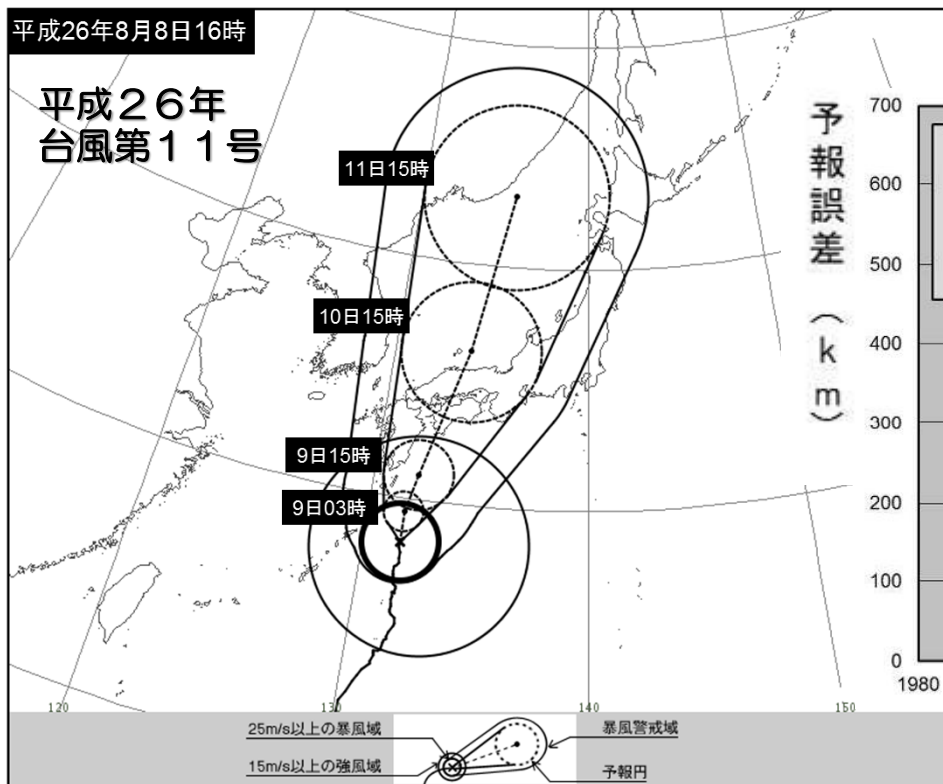 平成26年8月8日16時
平成２６年
台風第１１号
11日15時
10日15時
9日15時
9日03時
120
130
140
150
25m/s以上の暴風域
15m/s以上の強風域
暴風警戒域
予報円
予報誤差（ｋｍ）
700
600
500
400
300
200
100
0
1980